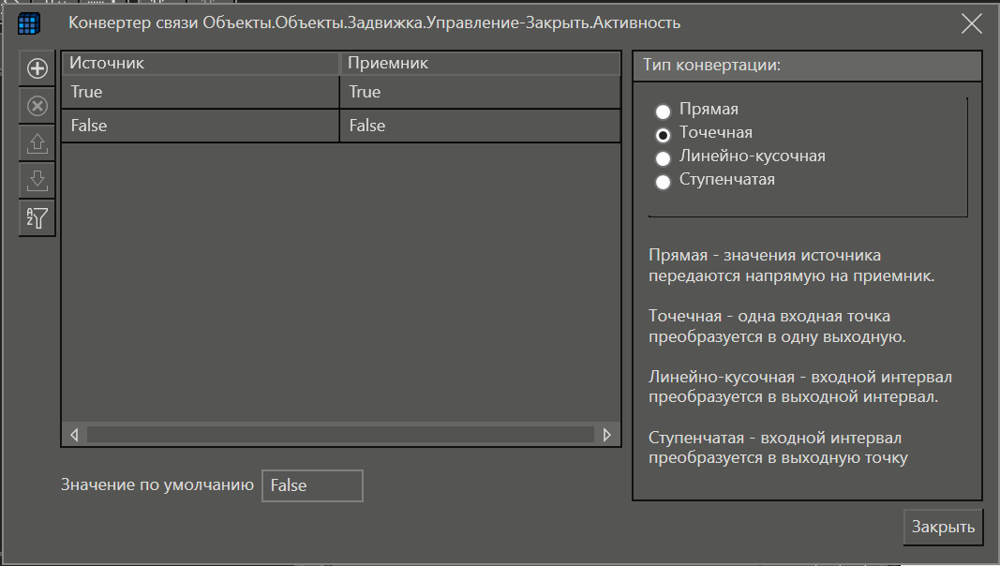 Конвертер связи Объекты.Объекты.Задвижка.Управление-Закрыть.Активность
Источник Приемник
True True
False False
Значение по умолчанию False
Тип конвертации:
Прямая
Точечная
Линейно-кусочная
Ступенчатая
Прямая - значения источника
передаются напрямую на приемник.
Точечная - одна входная точка
преобразуется в одну выходную.
Линейно-кусочная - входной интервал
преобразуется в выходной интервал.
Ступенчатая - входной интервал
преобразуется в выходную точку
Закрыть